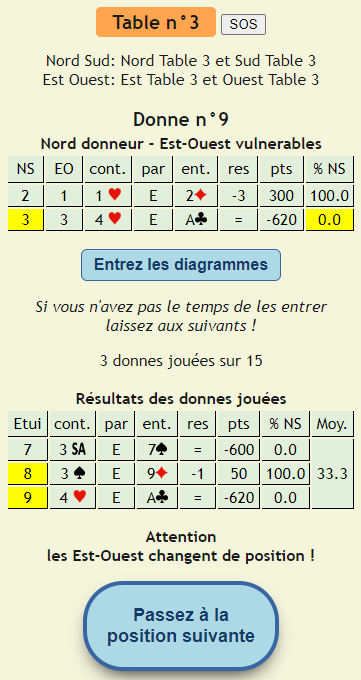 Table n°3 SOS
Nord Sud: Nord Table 3 et Sud Table 3
Est Ouest: Est Table 3 et Ouest Table 3
Donne n°9
Nord donneur - Est-Ouest vulnerables
NS EO cont. par ent. res pts % NS
2 1 1 ♥ E 2♦ -3 300 100.0
3 3 4 ♥ E A♣ = -620 0.0
Entrez les diagrammes
Si vous n'avez pas le temps de les entrer
laissez aux suivants !
3 donnes jouées sur 15
Résultats des donnes jouées
Etui cont. par ent. res pts % NS Moy.
7 3 SA E 7♠ = -600 0.0
8 3 ♠ E 9♦ -1 50 100.0 33.3
9 4 ♥ E A♣ = -620 0.0
Attention
les Est-Ouest changent de position !
Passez à la
position suivante